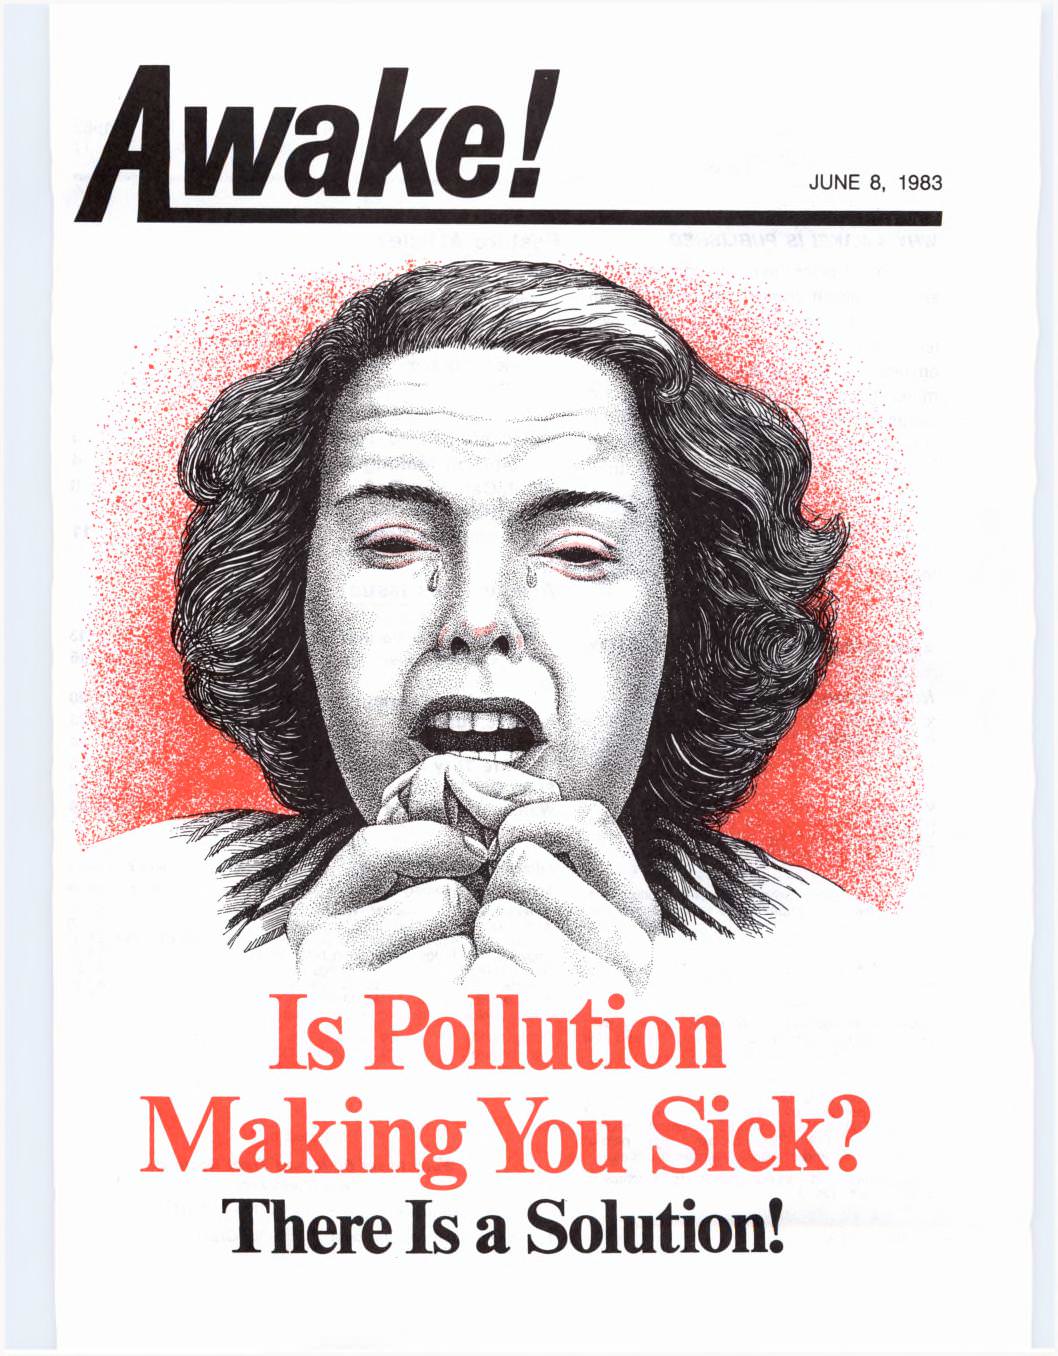 Awake!
JUNE 8, 1983
Is Pollution
Making You Sick?
There Is a Solution!